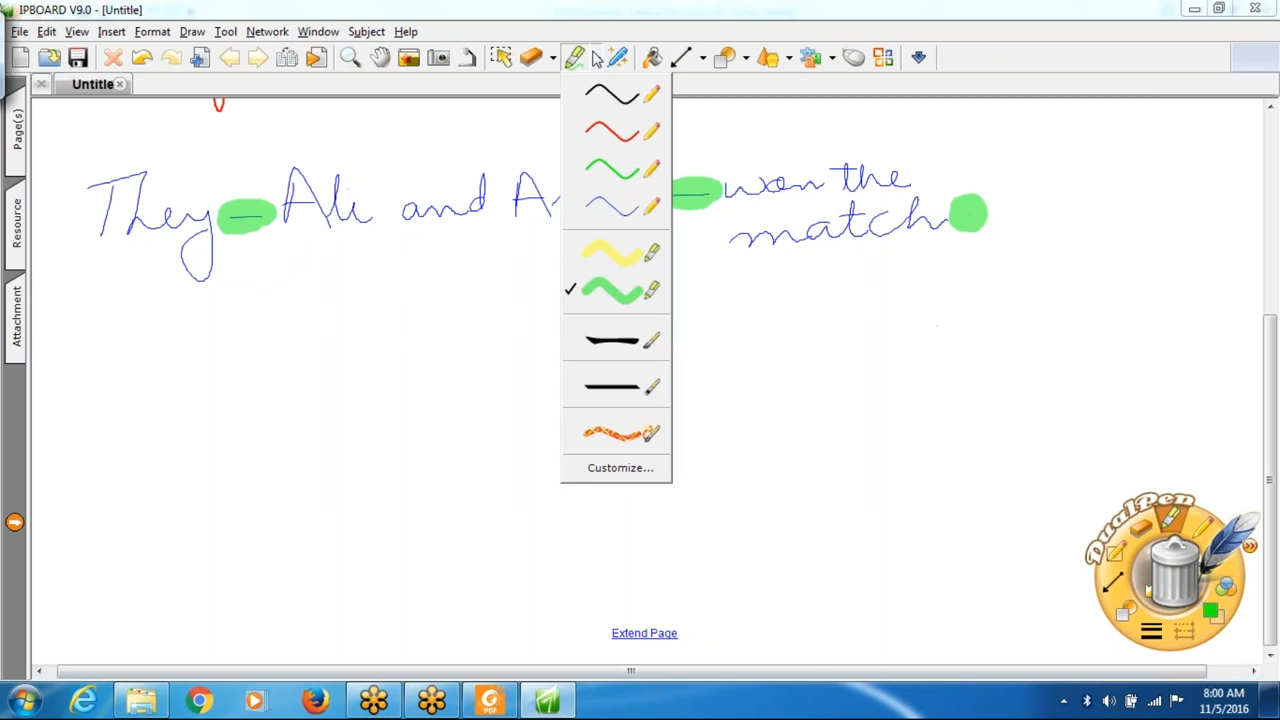 IPBOARD V9.0 - [Untitle]
File Edit View Insert Format Draw Tool Network Window Subject Help
Untitle
Page(s)
Resource
Attachment
They – Ali and – won the
match
Customize...
Extend Page
DualPen
PDF
8:00 AM
11/5/2016